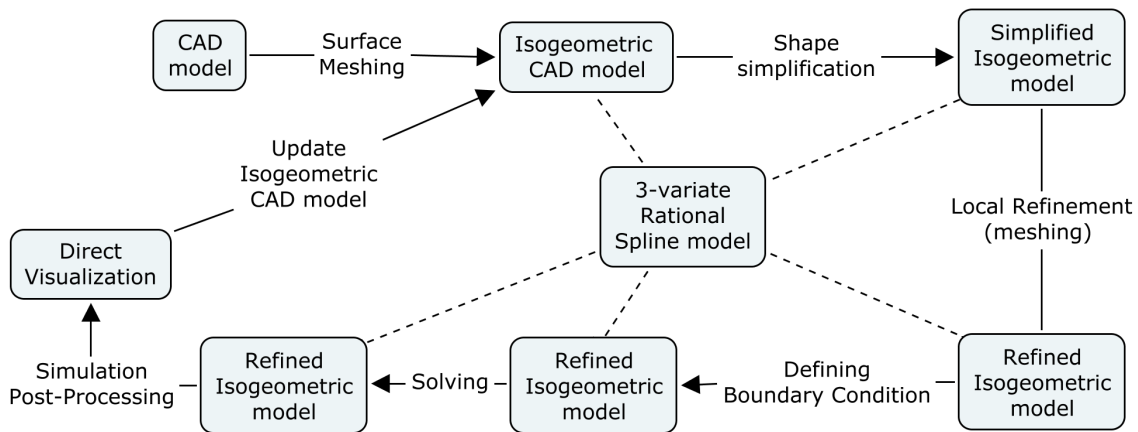 CAD
model
Surface
Meshing
Isogeometric
CAD model
Shape
simplification
Simplified
Isogeometric
model
Update
Isogeometric
CAD model
3-variate
Rational
Spline model
Local Refinement
(meshing)
Direct
Visualization
Simulation
Post-Processing
Refined
Isogeometric
model
Solving
Refined
Isogeometric
model
Defining
Boundary Condition
Refined
Isogeometric
model